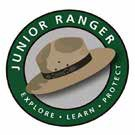 JUNIOR RANGER
EXPLORE • LEARN • PROTECT